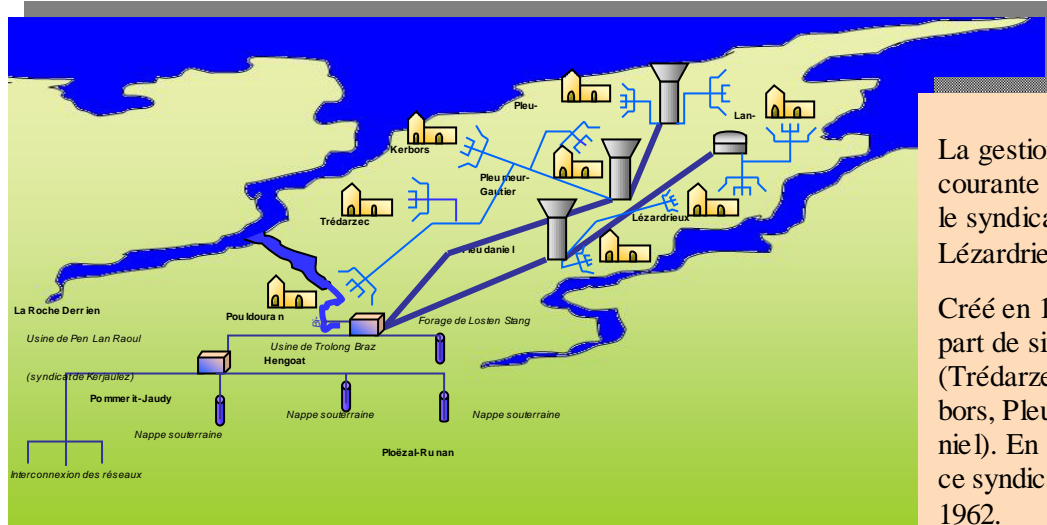 Pleu-
Lan-
Kerbors
Pleumeur-
Gautier
Trédarzec
Lézardrieux
Pleudaniel
La Roche Derrien
Pouldouran
Forage de Losten Stang
Usine de Pen Lan Raoul
Usine de Trolong Braz
Hengoat
(syndicat de Kerjaulez)
Pommerit-Jaudy
Nappe souterraine
Nappe souterraine
Nappe souterraine
Ploëzal-Runan
Interconnexion des réseaux
La gestion
courante
le syndica
Lézardrie
Créé en 1
part de si
(Trédarze
bors, Pleu
niel). En
ce syndic
1962.